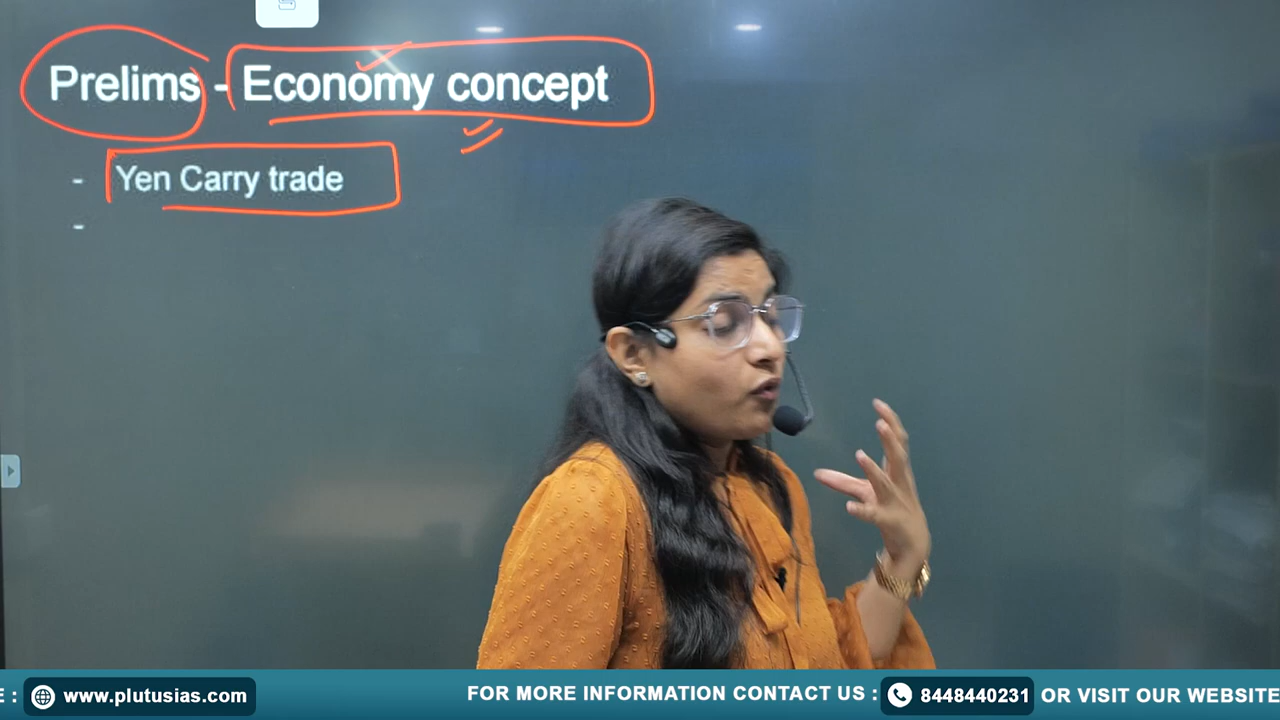 Prelims - Economy concept
- Yen Carry trade
-
E : www.plutusias.com FOR MORE INFORMATION CONTACT US : 8448440231 OR VISIT OUR WEBSITE